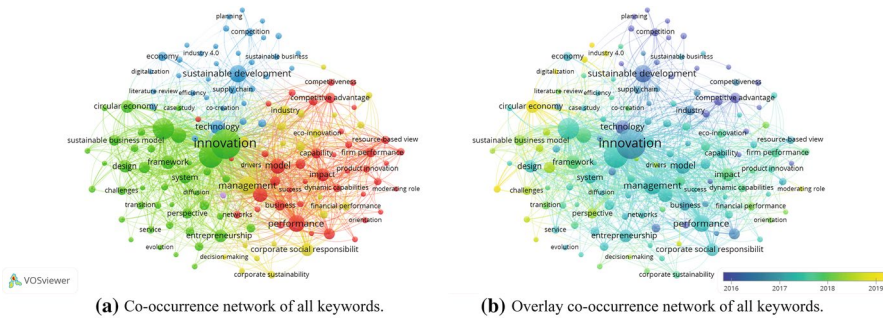 planning
competition
economy
industry 4.0
sustainable business
digitalization
sustainable development
competitiveness
literature review
efficiency
supply chain
competitive advantage
circular economy
case study
co-creation
industry
technology
eco-innovation
sustainable business model
innovation
resource-based view
capability
firm performance
design
framework
drivers
model
product innovation
system
impact
challenges
management
success
dynamic capabilities
moderating role
diffusion
transition
business
financial performance
perspective
networks
orientation
service
entrepreneurship
performance
evolution
corporate social responsibilit
decision-making
corporate sustainability
VOSviewer
planning
competition
economy
industry 4.0
sustainable business
digitalization
sustainable development
competitiveness
literature review
efficiency
supply chain
competitive advantage
circular economy
case study
co-creation
industry
technology
eco-innovation
sustainable business model
innovation
resource-based view
capability
firm performance
design
framework
drivers
model
product innovation
system
impact
challenges
management
success
dynamic capabilities
moderating role
diffusion
transition
business
financial performance
perspective
networks
orientation
service
entrepreneurship
performance
evolution
corporate social responsibilit
decision-making
corporate sustainability
2016 2017 2018 2019
(a) Co-occurrence network of all keywords.
(b) Overlay co-occurrence network of all keywords.